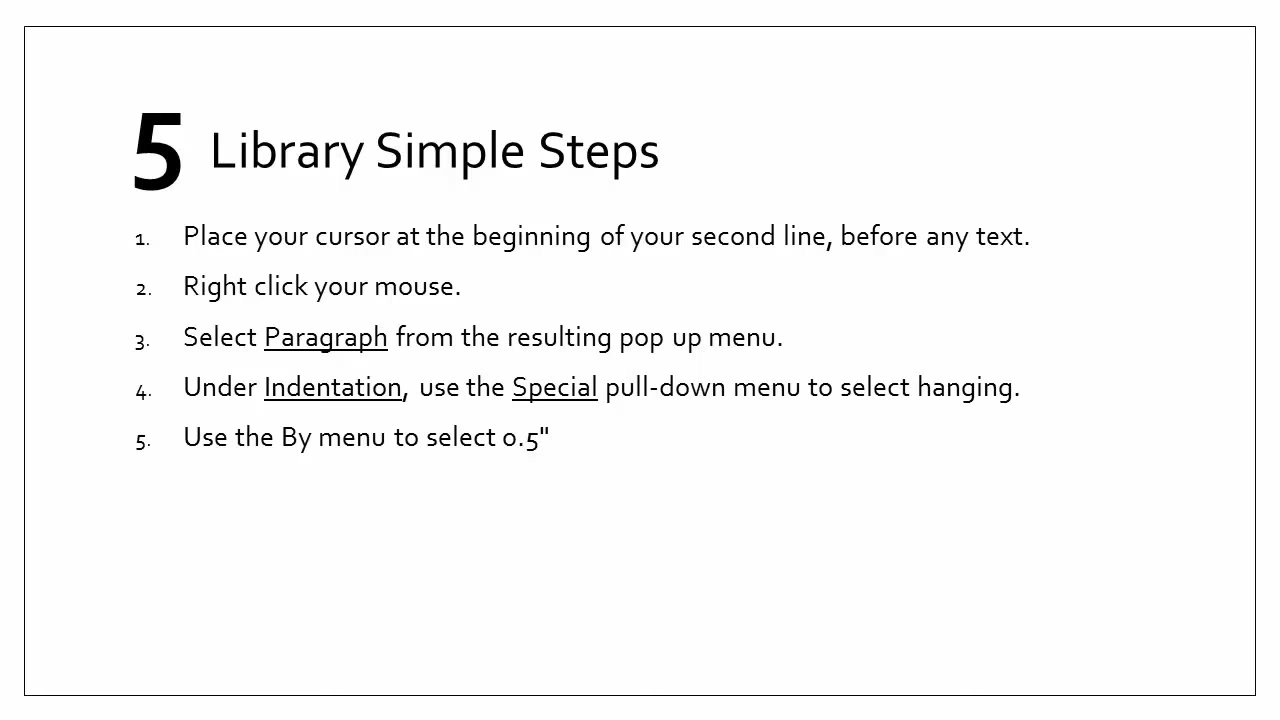 5 Library Simple Steps
1. Place your cursor at the beginning of your second line, before any text.
2. Right click your mouse.
3. Select Paragraph from the resulting pop up menu.
4. Under Indentation, use the Special pull-down menu to select hanging.
5. Use the By menu to select 0.5"